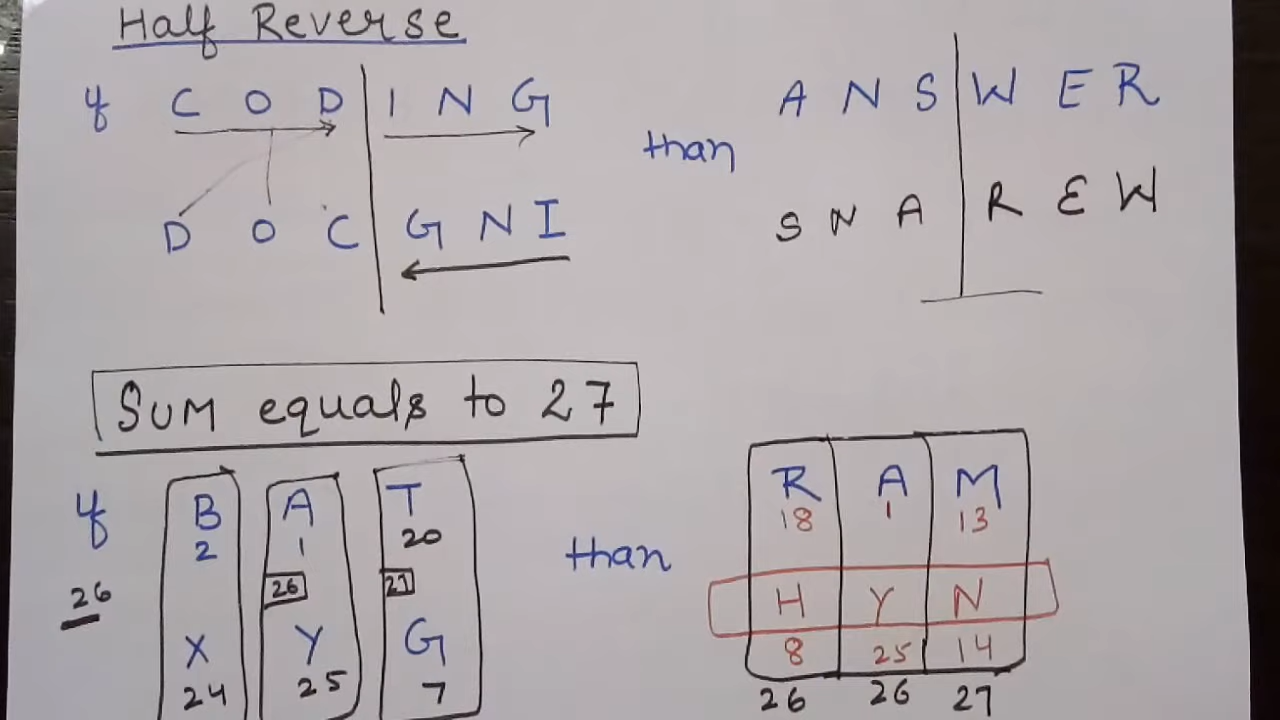 Half Reverse
If C O D I N G than A N S W E R
D O C G N I S N A R E W
Sum equals to 27
If B A T than R A M
2 1 20 18 1 13
26 26 27 H Y N
X Y G 8 25 14
24 25 7 26 26 27